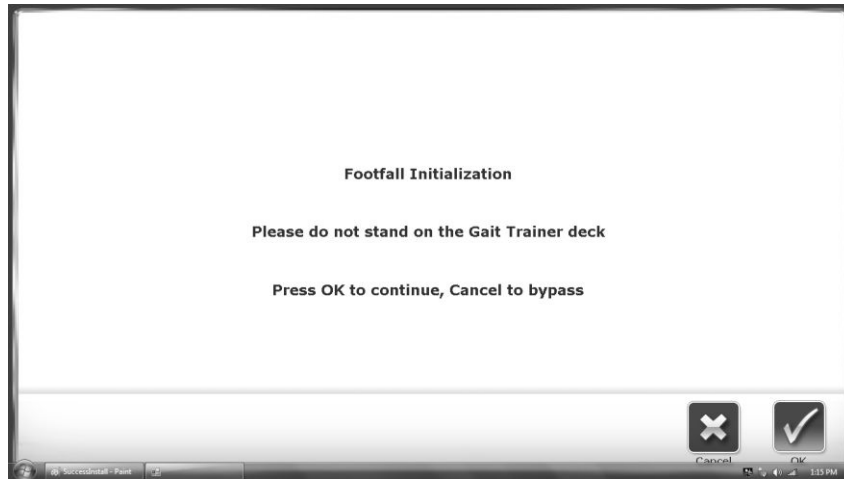 Footfall Initialization
Please do not stand on the Gait Trainer deck
Press OK to continue, Cancel to bypass
Cancel
OK
SuccessInstall - Paint
1:15 PM